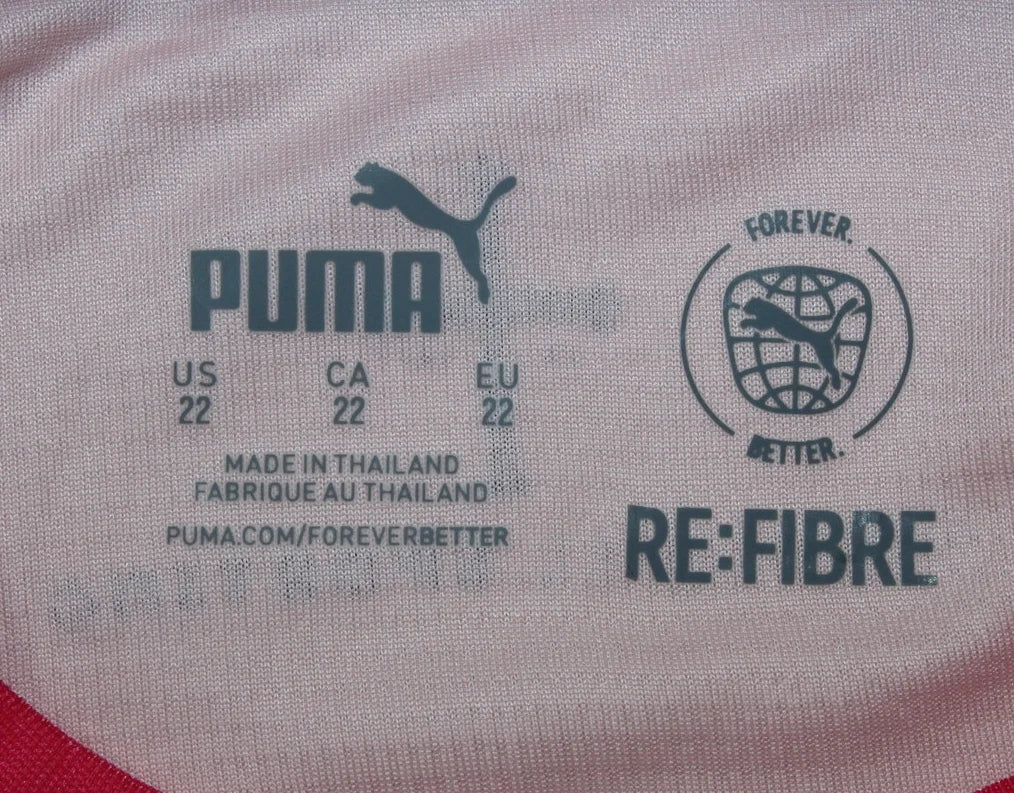 PUMA
US CA EU
22 22 22
MADE IN THAILAND
FABRIQUE AU THAILAND
PUMA.COM/FOREVERBETTER
FOREVER.
BETTER.
RE:FIBRE